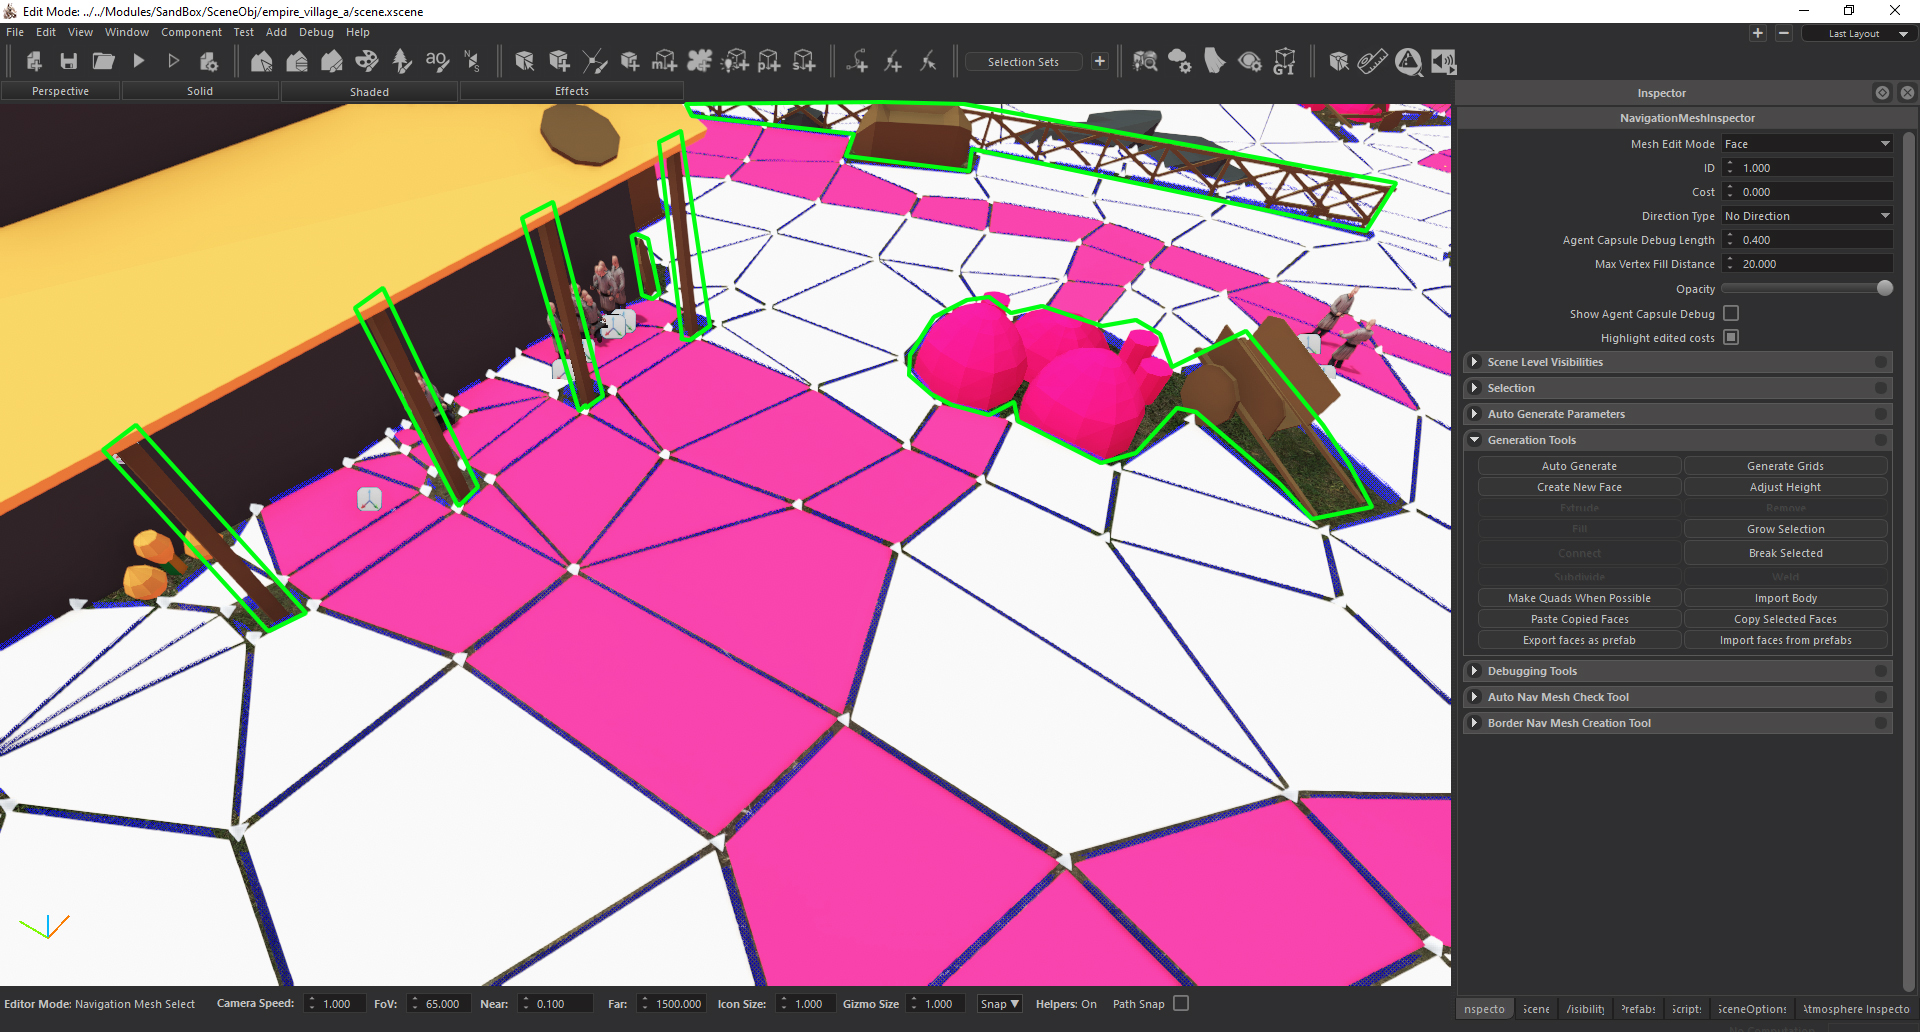 Edit Mode: ../../Modules/SandBox/SceneObj/empire_village_a/scene.xscene
File Edit View Window Component Test Add Debug Help
Last Layout
Selection Sets
Perspective Solid Shaded Effects
Inspector
NavigationMeshInspector
Mesh Edit Mode Face
ID 1.000
Cost 0.000
Direction Type No Direction
Agent Capsule Debug Length 0.400
Max Vertex Fill Distance 20.000
Opacity
Show Agent Capsule Debug
Highlight edited costs
Scene Level Visibilities
Selection
Auto Generate Parameters
Generation Tools
Auto Generate Generate Grids
Create New Face Adjust Height
Extrude Remove
Fill Grow Selection
Connect Break Selected
Subdivide Weld
Make Quads When Possible Import Body
Paste Copied Faces Copy Selected Faces
Export faces as prefab Import faces from prefabs
Debugging Tools
Auto Nav Mesh Check Tool
Border Nav Mesh Creation Tool
Editor Mode: Navigation Mesh Select Camera Speed: 1.000 FoV: 65.000 Near: 0.100 Far: 1500.000 Icon Size: 1.000 Gizmo Size 1.000 Snap Helpers: On Path Snap
nspecto Scene /isibility Prefabs Scripts SceneOptions Atmosphere Inspecto